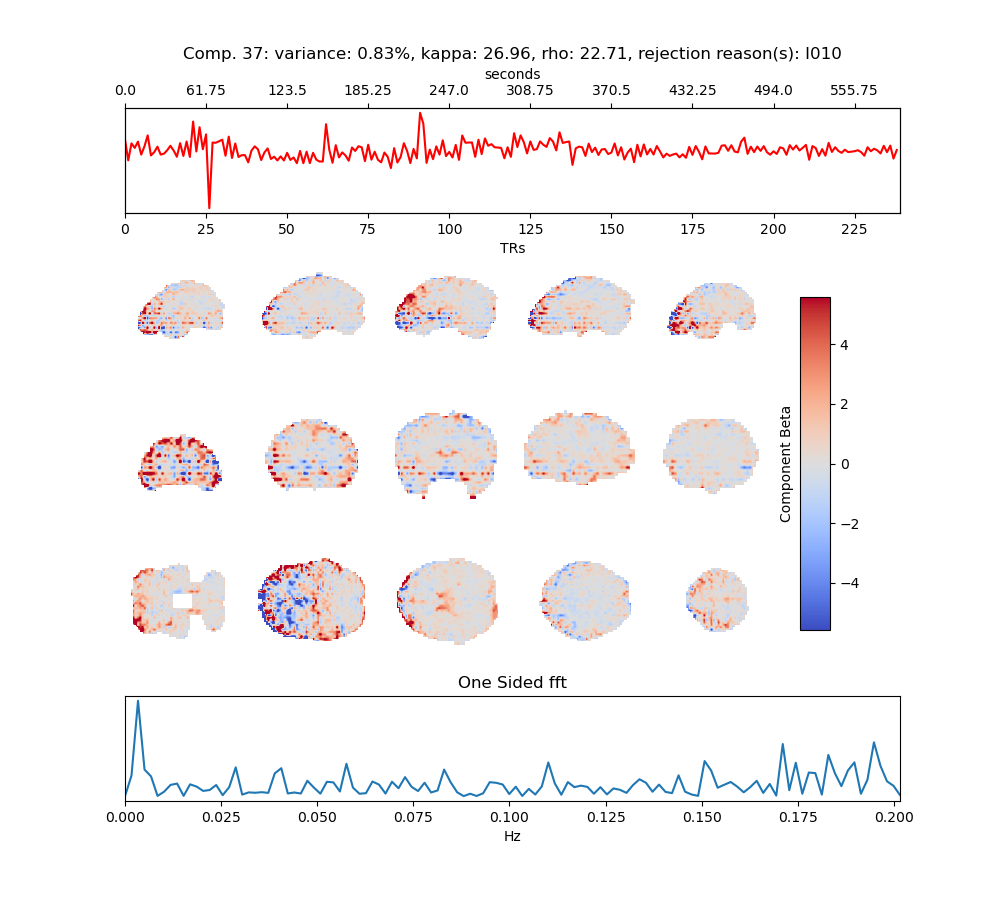 Comp. 37: variance: 0.83%, kappa: 26.96, rho: 22.71, rejection reason(s): I010
seconds
0.0 61.75 123.5 185.25 247.0 308.75 370.5 432.25 494.0 555.75
0 25 50 75 100 125 150 175 200 225
TRs
4
2
0
−2
−4
Component Beta
One Sided fft
0.000 0.025 0.050 0.075 0.100 0.125 0.150 0.175 0.200
Hz